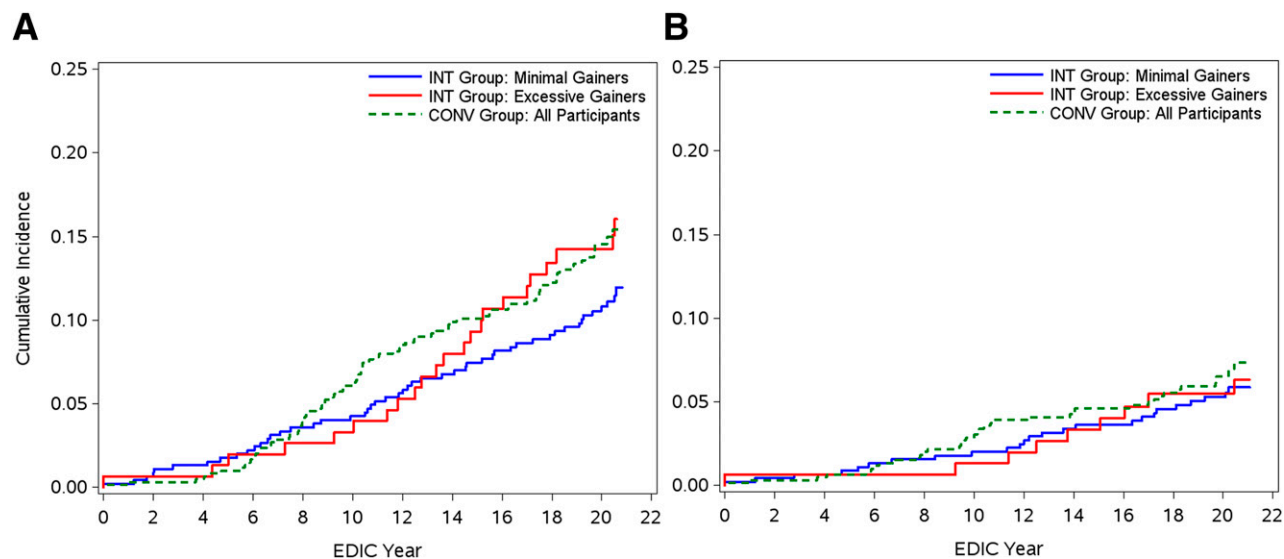 A
INT Group: Minimal Gainers
INT Group: Excessive Gainers
CONV Group: All Participants
Cumulative Incidence
0.25
0.20
0.15
0.10
0.05
0.00
0 2 4 6 8 10 12 14 16 18 20 22
EDIC Year
B
INT Group: Minimal Gainers
INT Group: Excessive Gainers
CONV Group: All Participants
0.25
0.20
0.15
0.10
0.05
0.00
0 2 4 6 8 10 12 14 16 18 20 22
EDIC Year